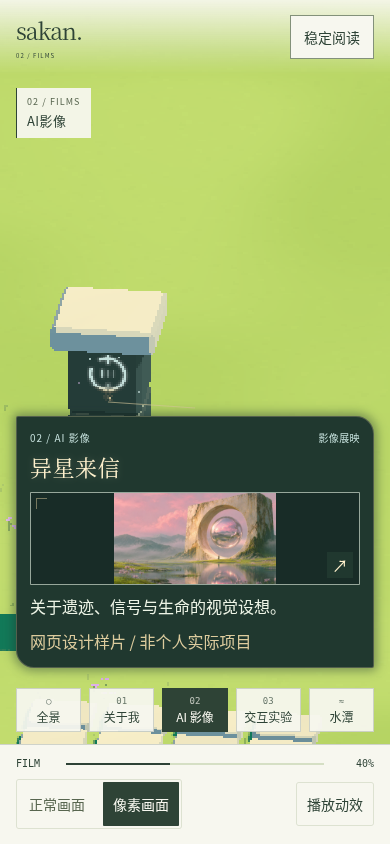 sakan.
02 / FILMS
稳定阅读
02 / FILMS
AI影像
02 / AI 影像
影像展映
异星来信
↗
关于遗迹、信号与生命的视觉设想。
网页设计样片 / 非个人实际项目
○
全景
01
关于我
02
AI 影像
03
交互实验
≈
水潭
FILM
40%
正常画面
像素画面
播放动效